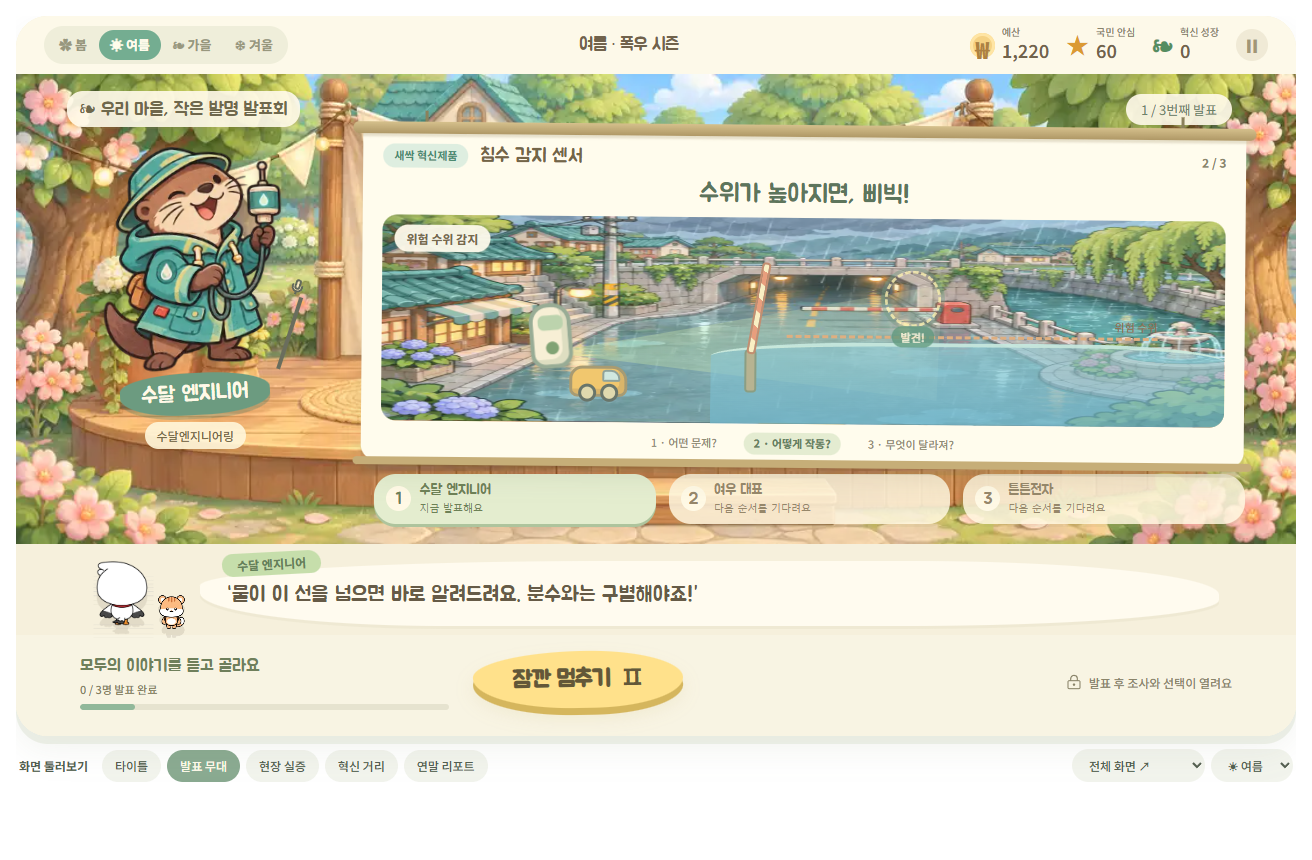 봄
여름
가을
겨울
여름 · 폭우 시즌
예산
1,220
국민 안심
60
혁신 성장
0
우리 마을, 작은 발명 발표회
1 / 3번째 발표
새싹 혁신제품
침수 감지 센서
2 / 3
수위가 높아지면, 삐빅!
위험 수위 감지
위험 수위
발견!
수달 엔지니어
수달엔지니어링
1 · 어떤 문제?
2 · 어떻게 작동?
3 · 무엇이 달라져?
1
수달 엔지니어
지금 발표해요
2
여우 대표
다음 순서를 기다려요
3
튼튼전자
다음 순서를 기다려요
수달 엔지니어
'물이 이 선을 넘으면 바로 알려드려요. 분수와는 구별해야죠!'
모두의 이야기를 듣고 골라요
0 / 3명 발표 완료
잠깐 멈추기 Ⅱ
발표 후 조사와 선택이 열려요
화면 둘러보기
타이틀
발표 무대
현장 실증
혁신 거리
연말 리포트
전체 화면 ↗
☀ 여름